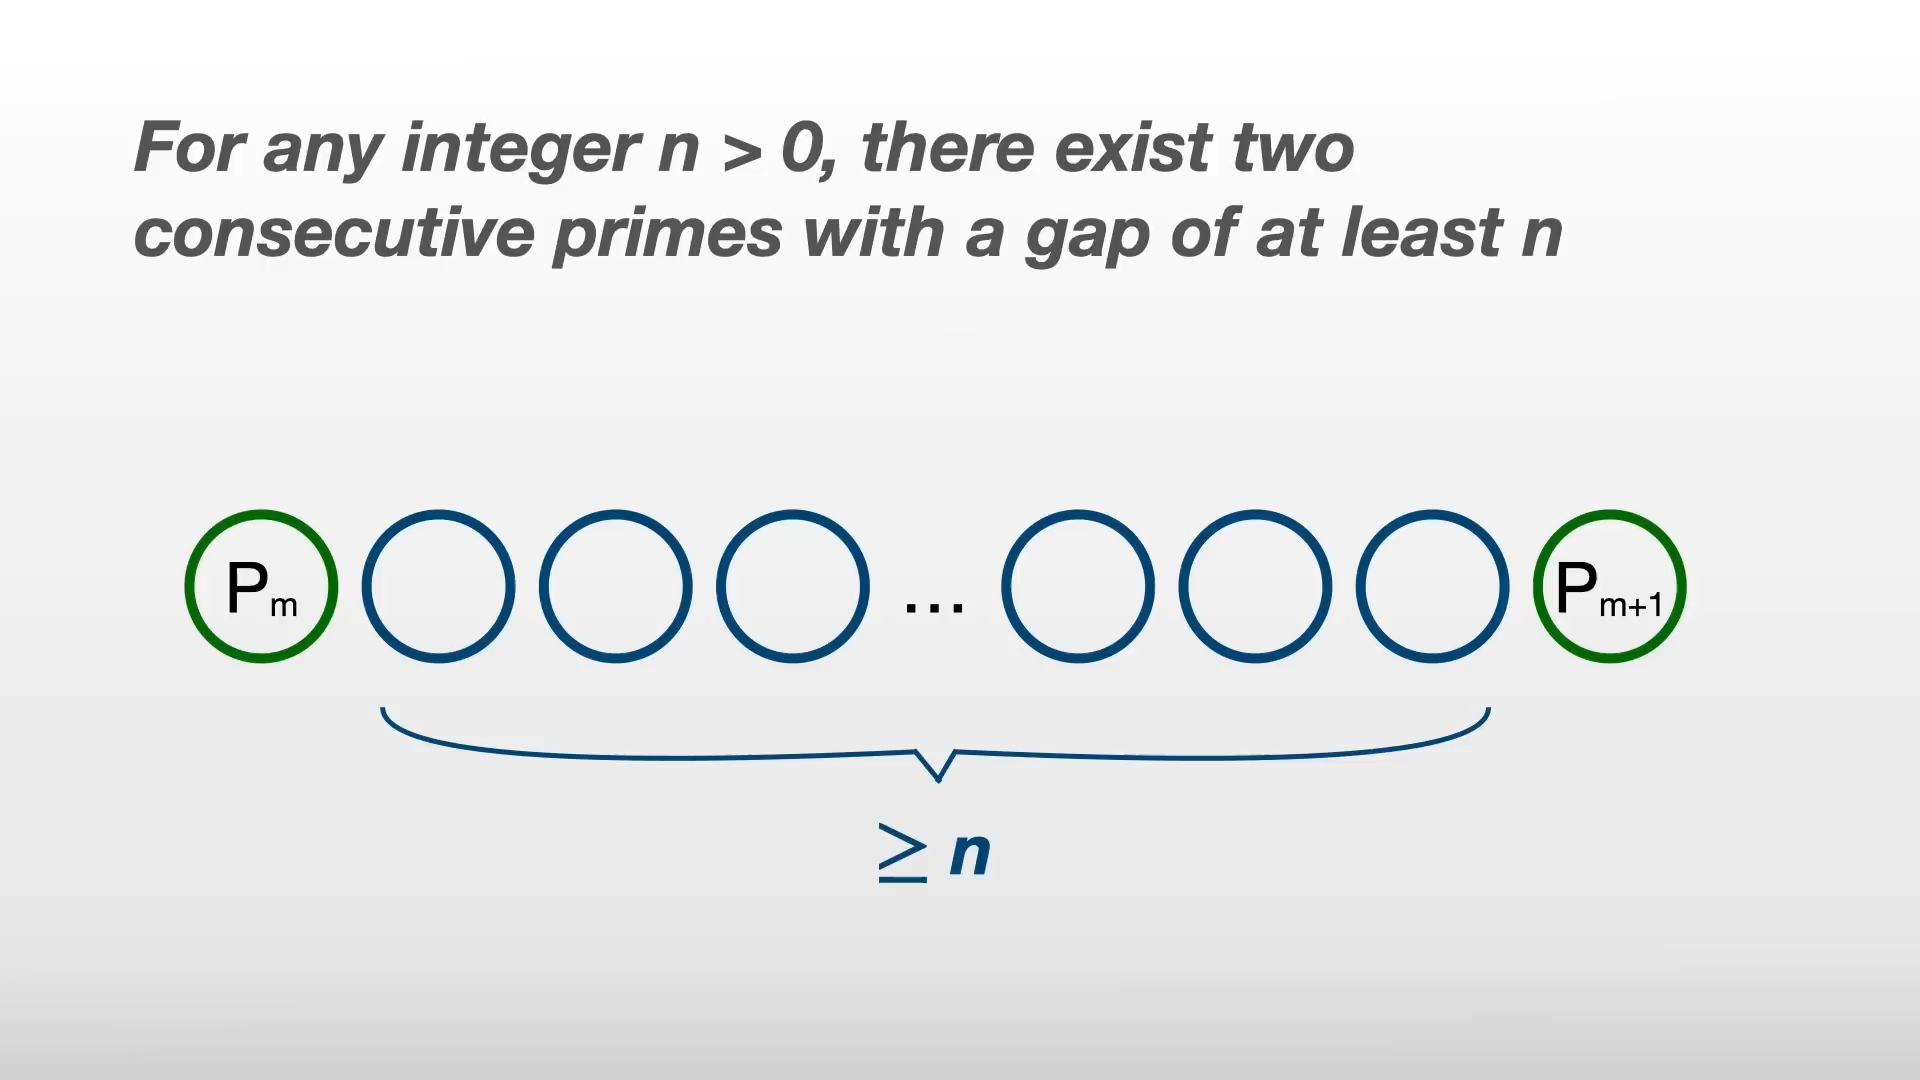 For any integer n > 0, there exist two
consecutive primes with a gap of at least n
Pm ... Pm+1
≥ n